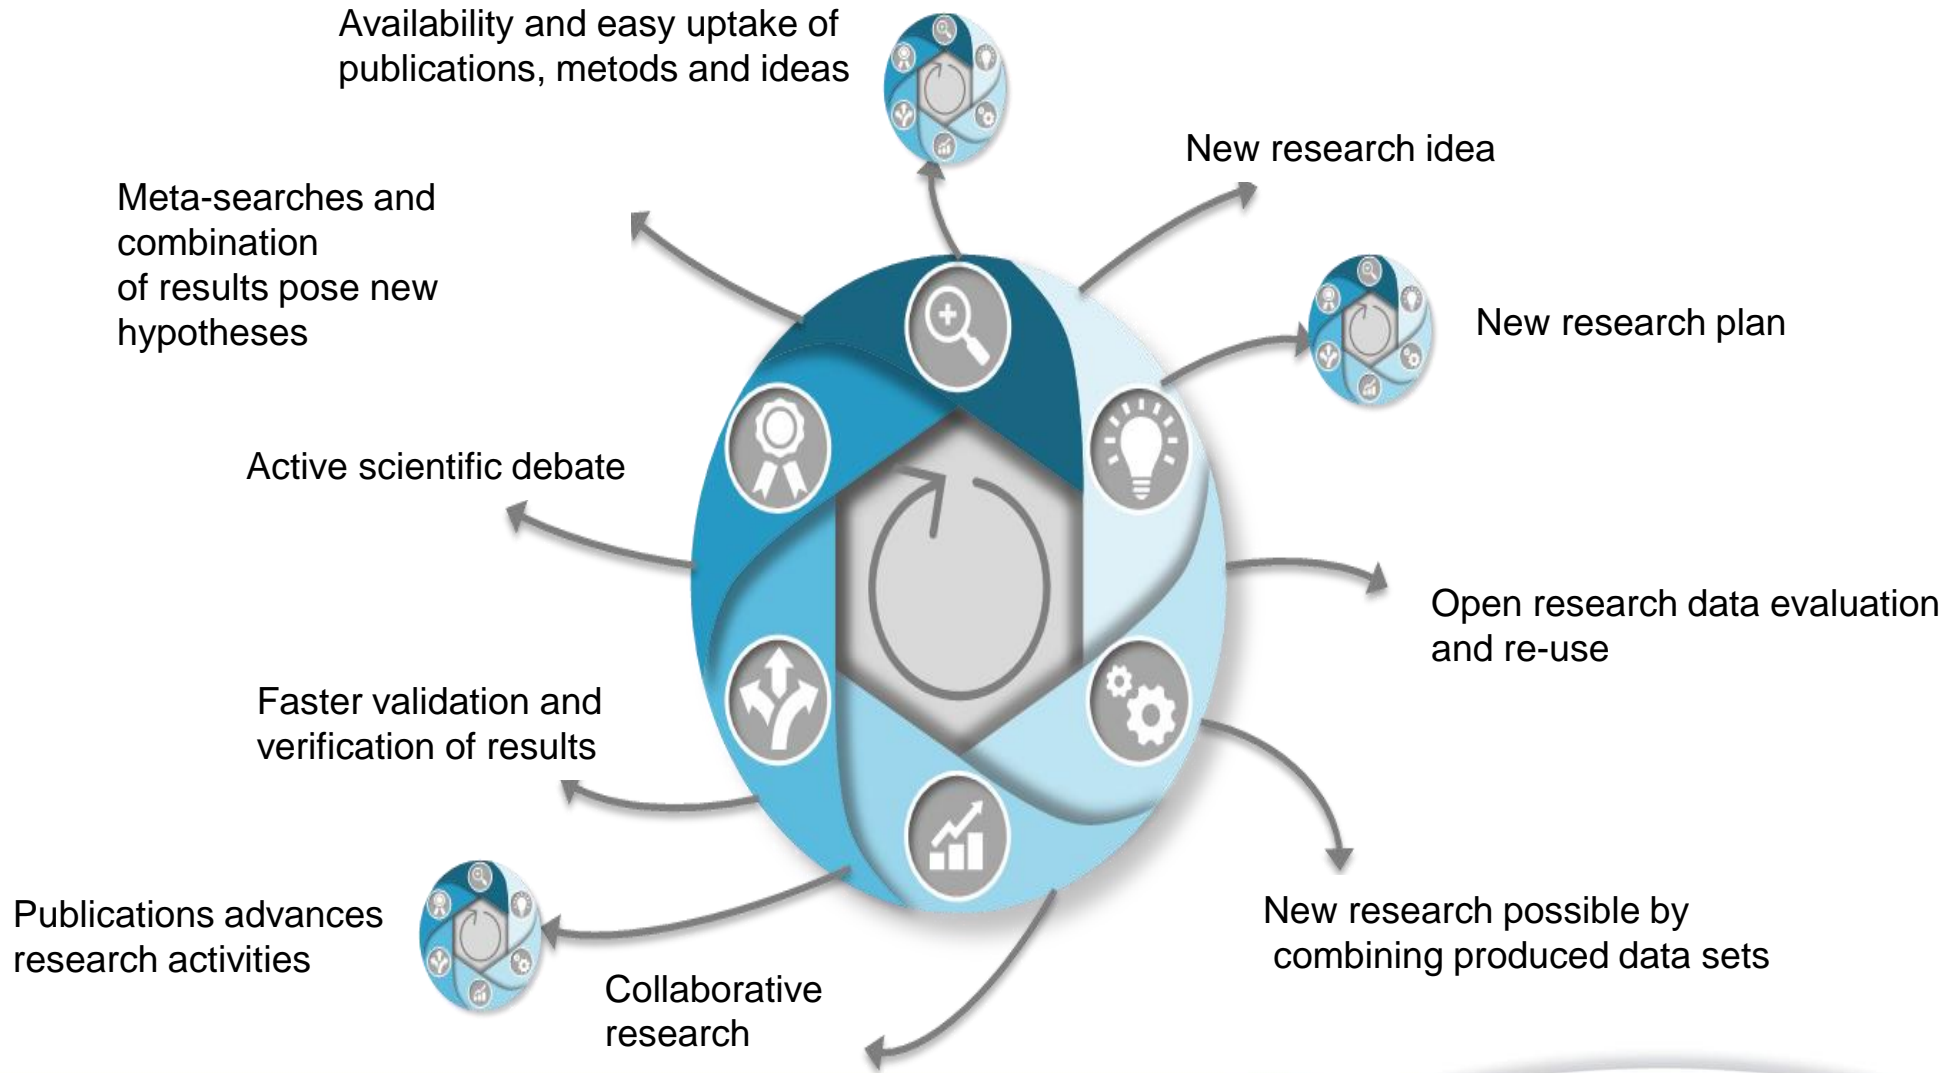 Availability and easy uptake of
publications, metods and ideas
New research idea
Meta-searches and
combination
of results pose new
hypotheses
New research plan
Active scientific debate
Open research data evaluation
and re-use
Faster validation and
verification of results
Publications advances
research activities
New research possible by
combining produced data sets
Collaborative
research